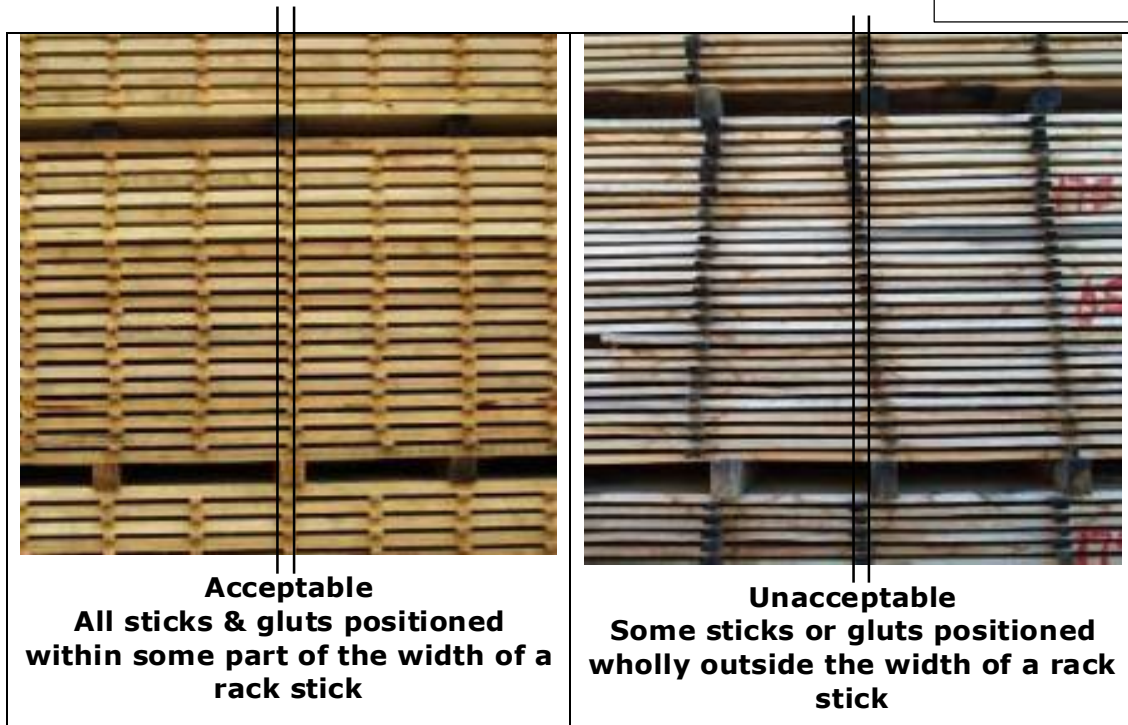 Acceptable
All sticks & gluts positioned
within some part of the width of a
rack stick
Unacceptable
Some sticks or gluts positioned
wholly outside the width of a rack
stick